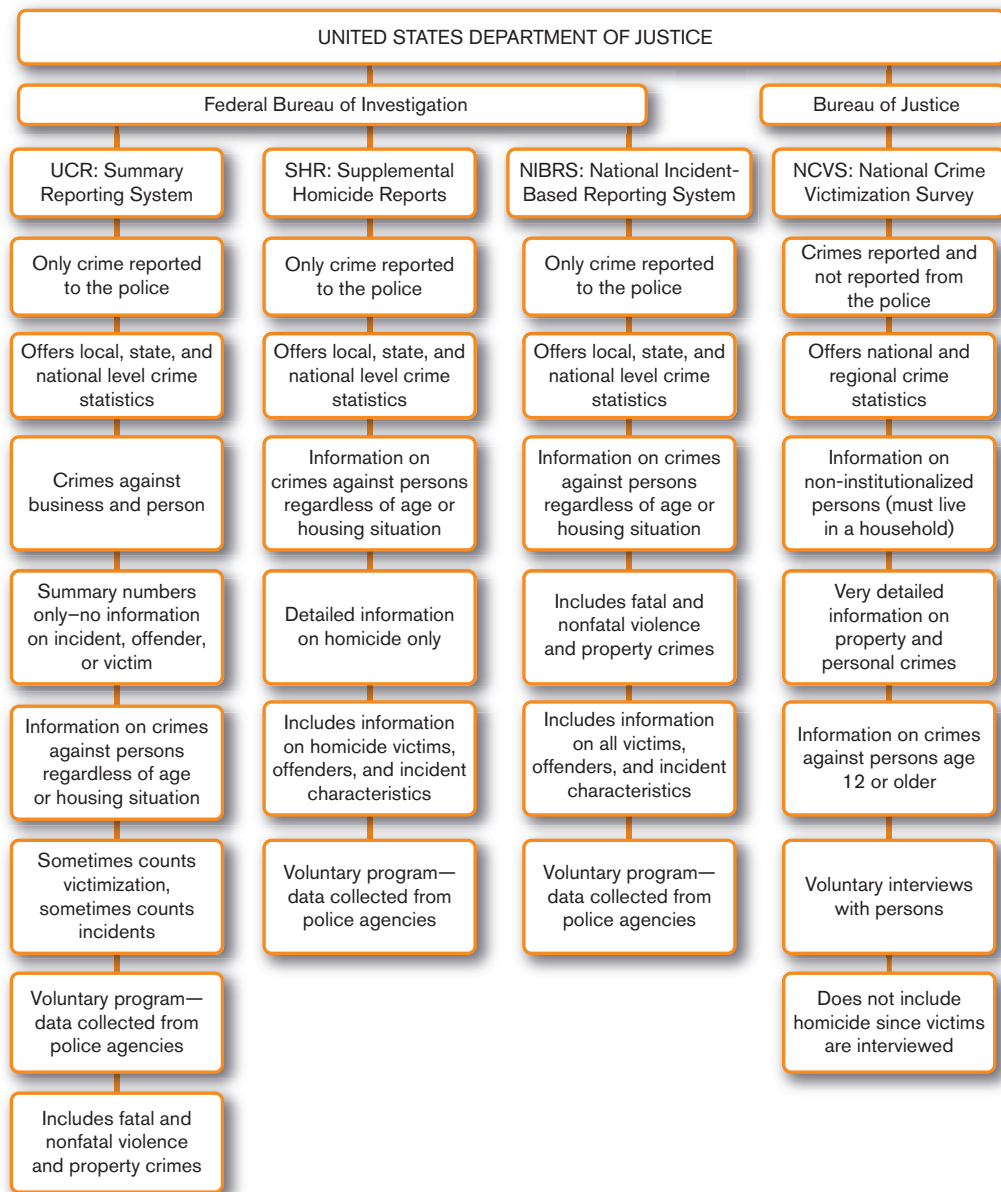 UNITED STATES DEPARTMENT OF JUSTICE
Federal Bureau of Investigation
Bureau of Justice
UCR: Summary
Reporting System
Only crime reported
to the police
Offers local, state, and
national level crime
statistics
Crimes against
business and person
Summary numbers
only—no information
on incident, offender,
or victim
Information on crimes
against persons
regardless of age
or housing situation
Sometimes counts
victimization,
sometimes counts
incidents
Voluntary program—
data collected from
police agencies
Includes fatal and
nonfatal violence
and property crimes
SHR: Supplemental
Homicide Reports
Only crime reported
to the police
Offers local, state, and
national level crime
statistics
Information on
crimes against persons
regardless of age or
housing situation
Detailed information
on homicide only
Includes information
on homicide victims,
offenders, and incident
characteristics
Voluntary program—
data collected from
police agencies
NIBRS: National Incident-
Based Reporting System
Only crime reported
to the police
Offers local, state, and
national level crime
statistics
Information on crimes
against persons
regardless of age or
housing situation
Includes fatal and
nonfatal violence
and property crimes
Includes information
on all victims,
offenders, and incident
characteristics
Voluntary program—
data collected from
police agencies
NCVS: National Crime
Victimization Survey
Crimes reported and
not reported from
the police
Offers national and
regional crime
statistics
Information on
non-institutionalized
persons (must live
in a household)
Very detailed
information on
property and
personal crimes
Information on crimes
against persons age
12 or older
Voluntary interviews
with persons
Does not include
homicide since victims
are interviewed